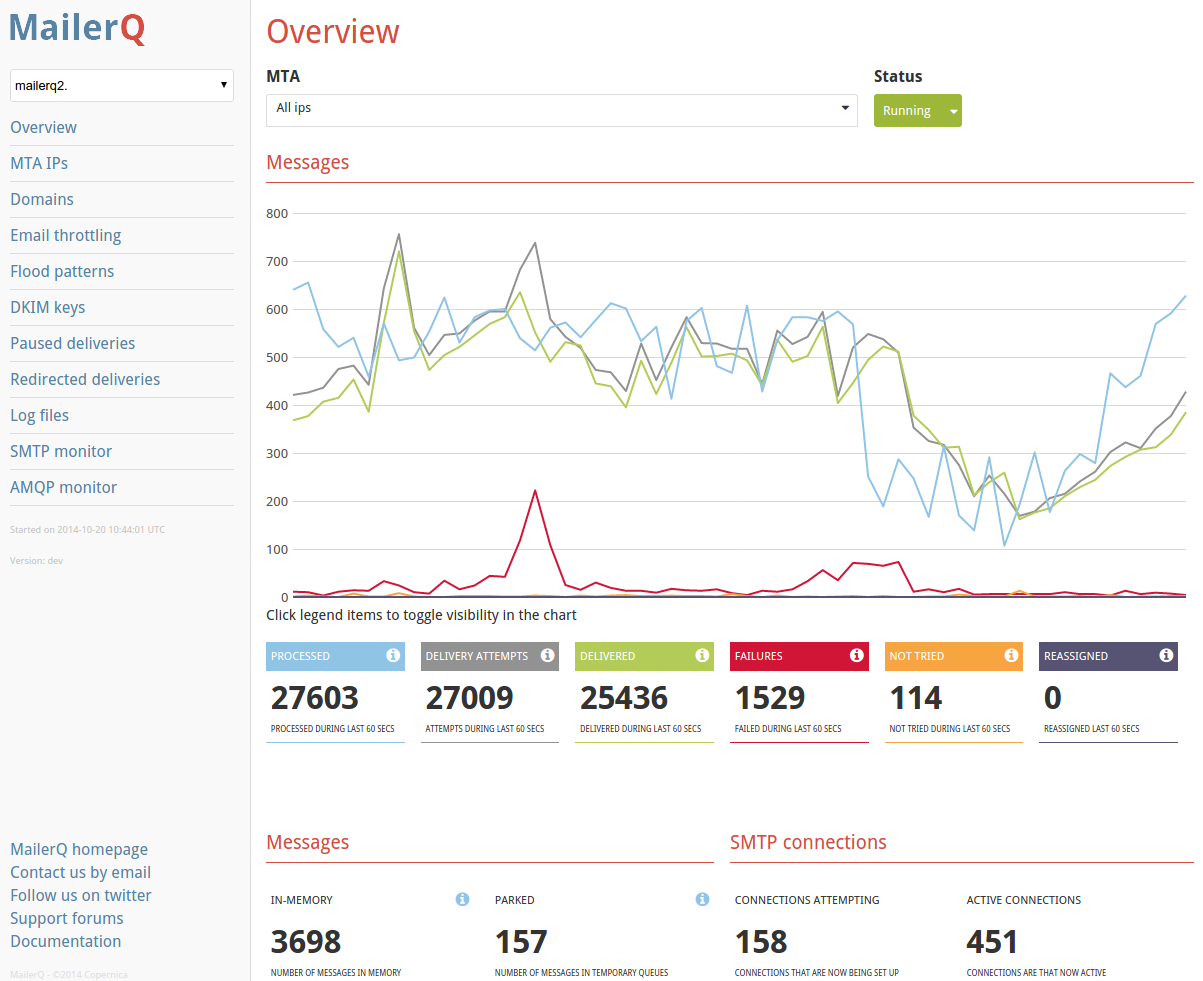 MailerQ
mailerq2.
Overview
MTA IPs
Domains
Email throttling
Flood patterns
DKIM keys
Paused deliveries
Redirected deliveries
Log files
SMTP monitor
AMQP monitor
Started on 2014-10-20 10:44:01 UTC
Version: dev
MailerQ homepage
Contact us by email
Follow us on twitter
Support forums
Documentation
MailerQ - ©2014 Copernica
Overview
MTA Status
All ips Running
Messages
800
700
600
500
400
300
200
100
0
Click legend items to toggle visibility in the chart
PROCESSED DELIVERY ATTEMPTS DELIVERED FAILURES NOT TRIED REASSIGNED
27603 27009 25436 1529 114 0
PROCESSED DURING LAST 60 SECS ATTEMPTS DURING LAST 60 SECS DELIVERED DURING LAST 60 SECS FAILED DURING LAST 60 SECS NOT TRIED DURING LAST 60 SECS REASSIGNED LAST 60 SECS
Messages SMTP connections
IN-MEMORY PARKED CONNECTIONS ATTEMPTING ACTIVE CONNECTIONS
3698 157 158 451
NUMBER OF MESSAGES IN MEMORY NUMBER OF MESSAGES IN TEMPORARY QUEUES CONNECTIONS THAT ARE NOW BEING SET UP CONNECTIONS ARE THAT NOW ACTIVE